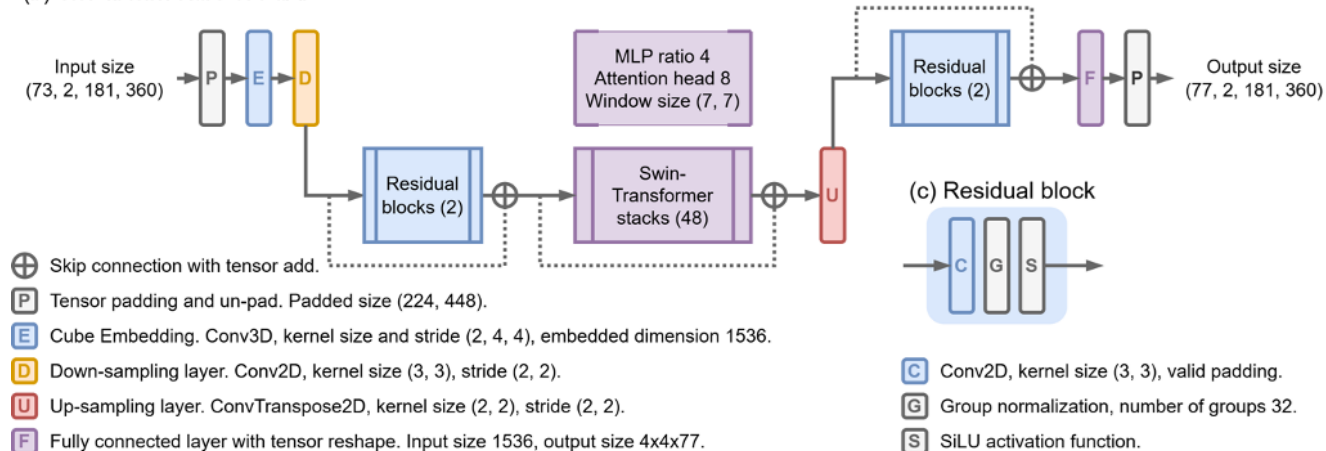 Input size
(73, 2, 181, 360)
P
E
D
MLP ratio 4
Attention head 8
Window size (7, 7)
Residual
blocks (2)
F
P
Output size
(77, 2, 181, 360)
Residual
blocks (2)
Swin-
Transformer
stacks (48)
U
(c) Residual block
C
G
S
Skip connection with tensor add.
P Tensor padding and un-pad. Padded size (224, 448).
E Cube Embedding. Conv3D, kernel size and stride (2, 4, 4), embedded dimension 1536.
D Down-sampling layer. Conv2D, kernel size (3, 3), stride (2, 2).
U Up-sampling layer. ConvTranspose2D, kernel size (2, 2), stride (2, 2).
F Fully connected layer with tensor reshape. Input size 1536, output size 4x4x77.
C Conv2D, kernel size (3, 3), valid padding.
G Group normalization, number of groups 32.
S SiLU activation function.